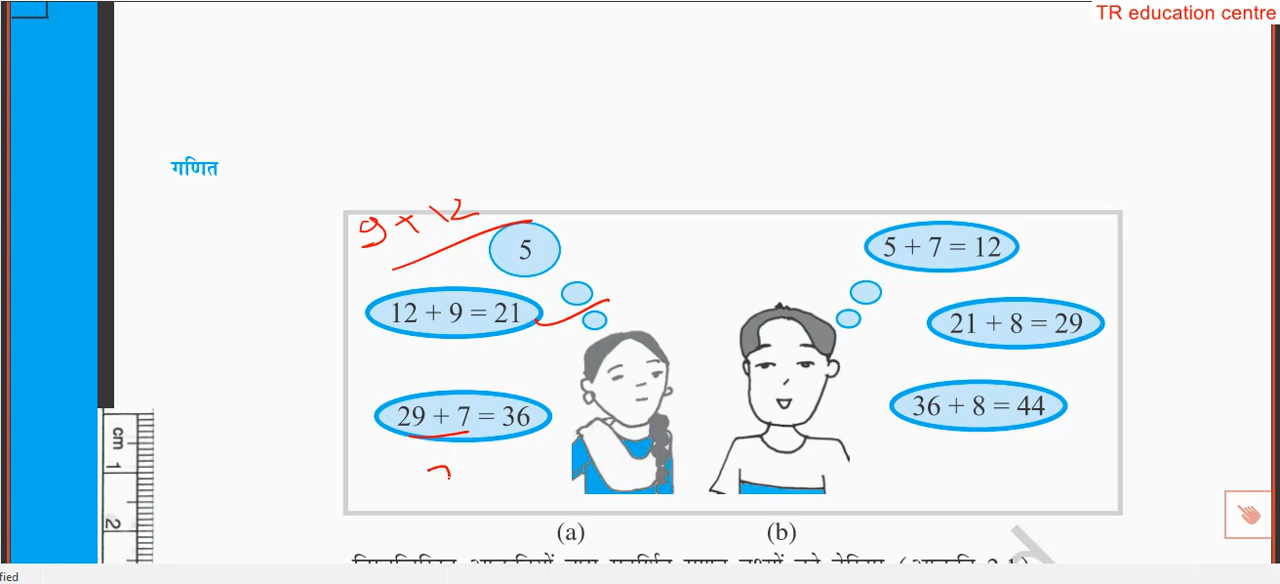 TR education centre
गणित
9 + 12
5
5 + 7 = 12
12 + 9 = 21
21 + 8 = 29
29 + 7 = 36
36 + 8 = 44
(a)
(b)
cm 1
2
fied